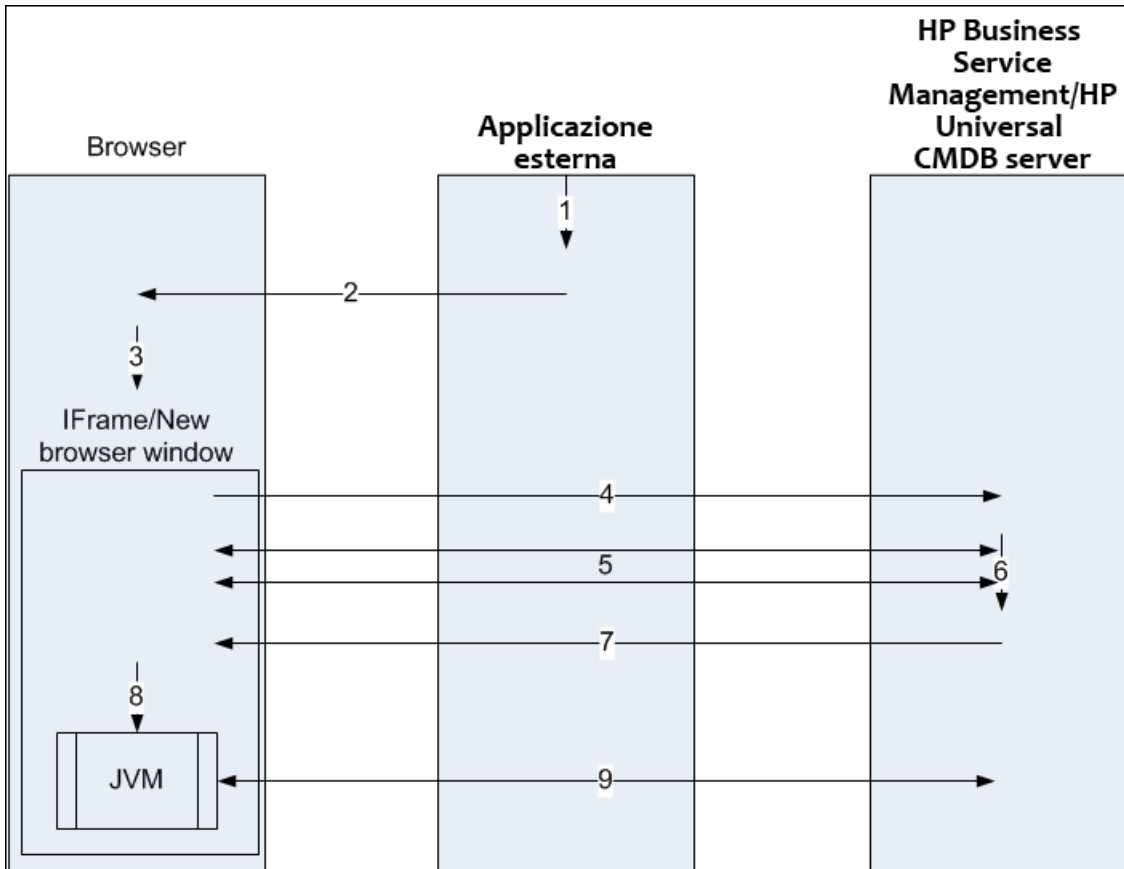 HP Business
Service
Management/HP
Universal
CMDB server
Applicazione
esterna
Browser
1
2
3
IFrame/New
browser window
4
5
6
7
8
JVM
9